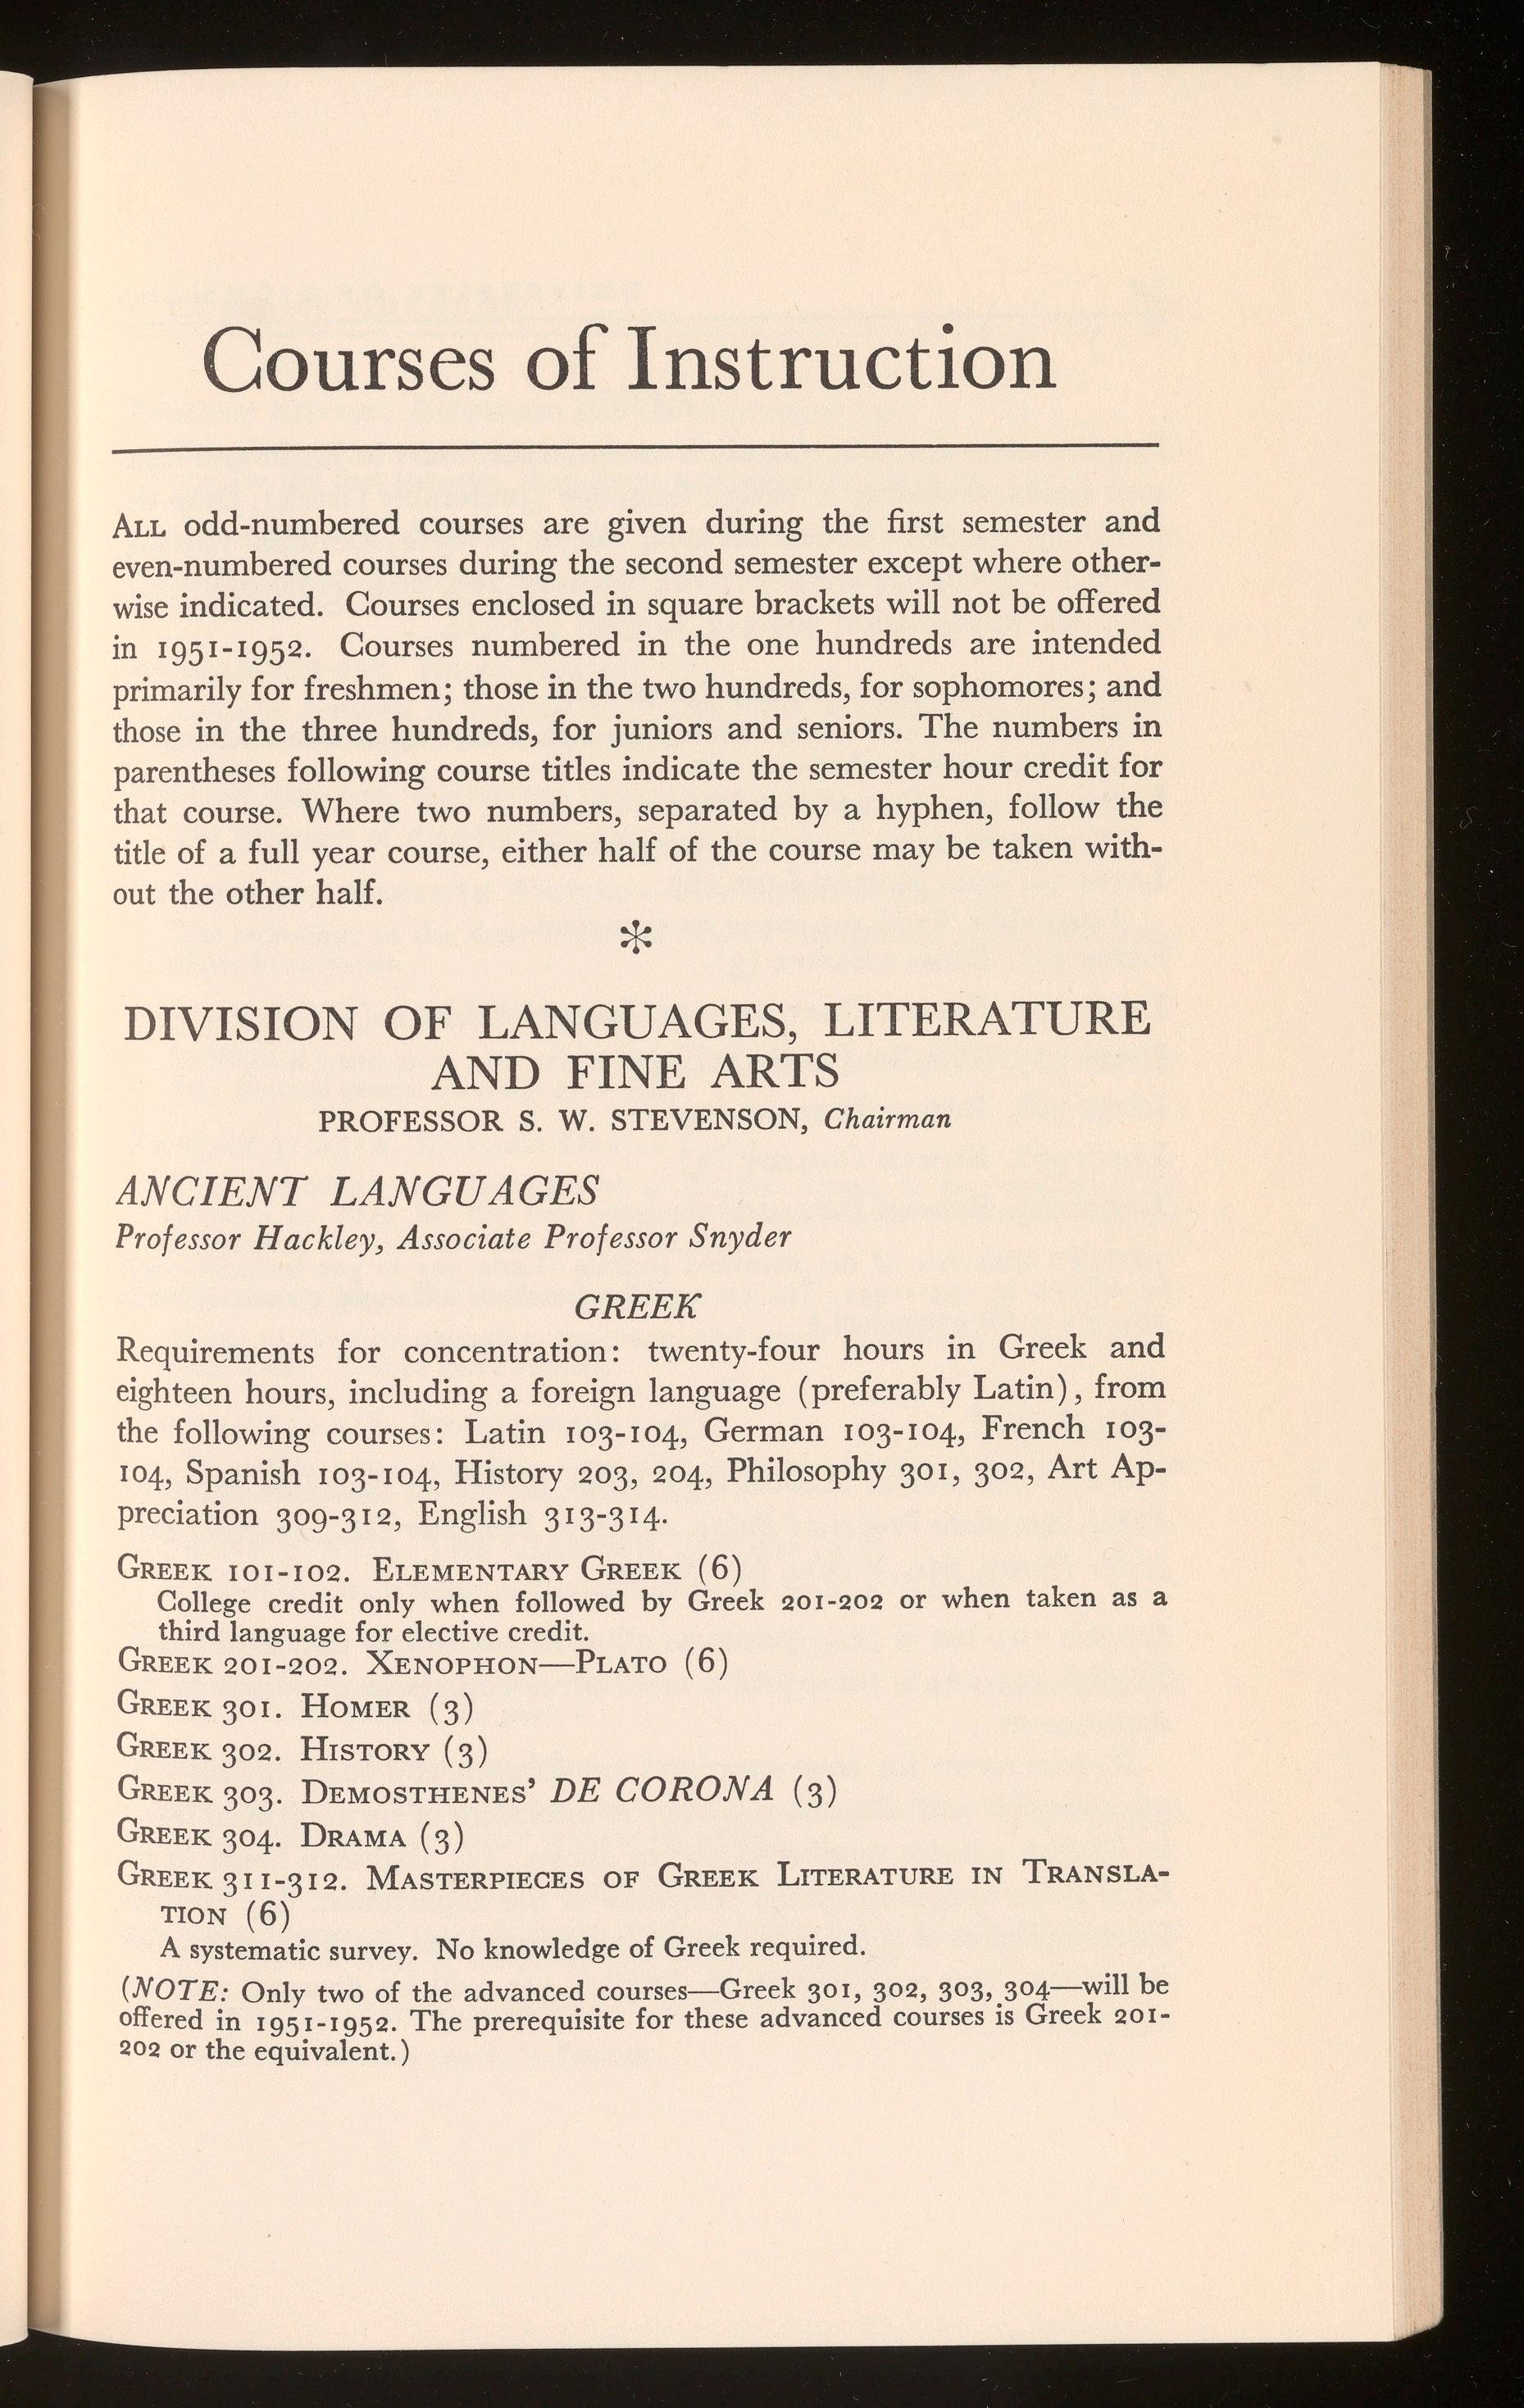 Courses of Instruction
ALL odd-numbered courses are given during the first semester and
even-numbered courses during the second semester except where other-
wise indicated. Courses enclosed in square brackets will not be offered
in 1951-1952. Courses numbered in the one hundreds are intended
primarily for freshmen; those in the two hundreds, for sophomores; and
those in the three hundreds, for juniors and seniors. The numbers in
parentheses following course titles indicate the semester hour credit for
that course. Where two numbers, separated by a hyphen, follow the
title of a full year course, either half of the course may be taken with-
out the other half.
*
DIVISION OF LANGUAGES, LITERATURE
AND FINE ARTS
PROFESSOR S. W. STEVENSON, Chairman
ANCIENT LANGUAGES
Professor Hackley, Associate Professor Snyder
GREEK
Requirements for concentration: twenty-four hours in Greek and
eighteen hours, including a foreign language (preferably Latin), from
the following courses: Latin 103-104, German 103-104, French 103-
104, Spanish 103-104, History 203, 204, Philosophy 301, 302, Art Ap-
preciation 309-312, English 313-314.
GREEK 101-102. ELEMENTARY GREEK (6)
College credit only when followed by Greek 201-202 or when taken as a
third language for elective credit.
GREEK 201-202. XENOPHON—PLATO (6)
GREEK 301. HOMER (3)
GREEK 302. HISTORY (3)
GREEK 303. DEMOSTHENES' DE CORONA (3)
GREEK 304. DRAMA (3)
GREEK 311-312. MASTERPIECES OF GREEK LITERATURE IN TRANSLA-
TION (6)
A systematic survey. No knowledge of Greek required.
(NOTE: Only two of the advanced courses—Greek 301, 302, 303, 304—will be
offered in 1951-1952. The prerequisite for these advanced courses is Greek 201-
202 or the equivalent.)